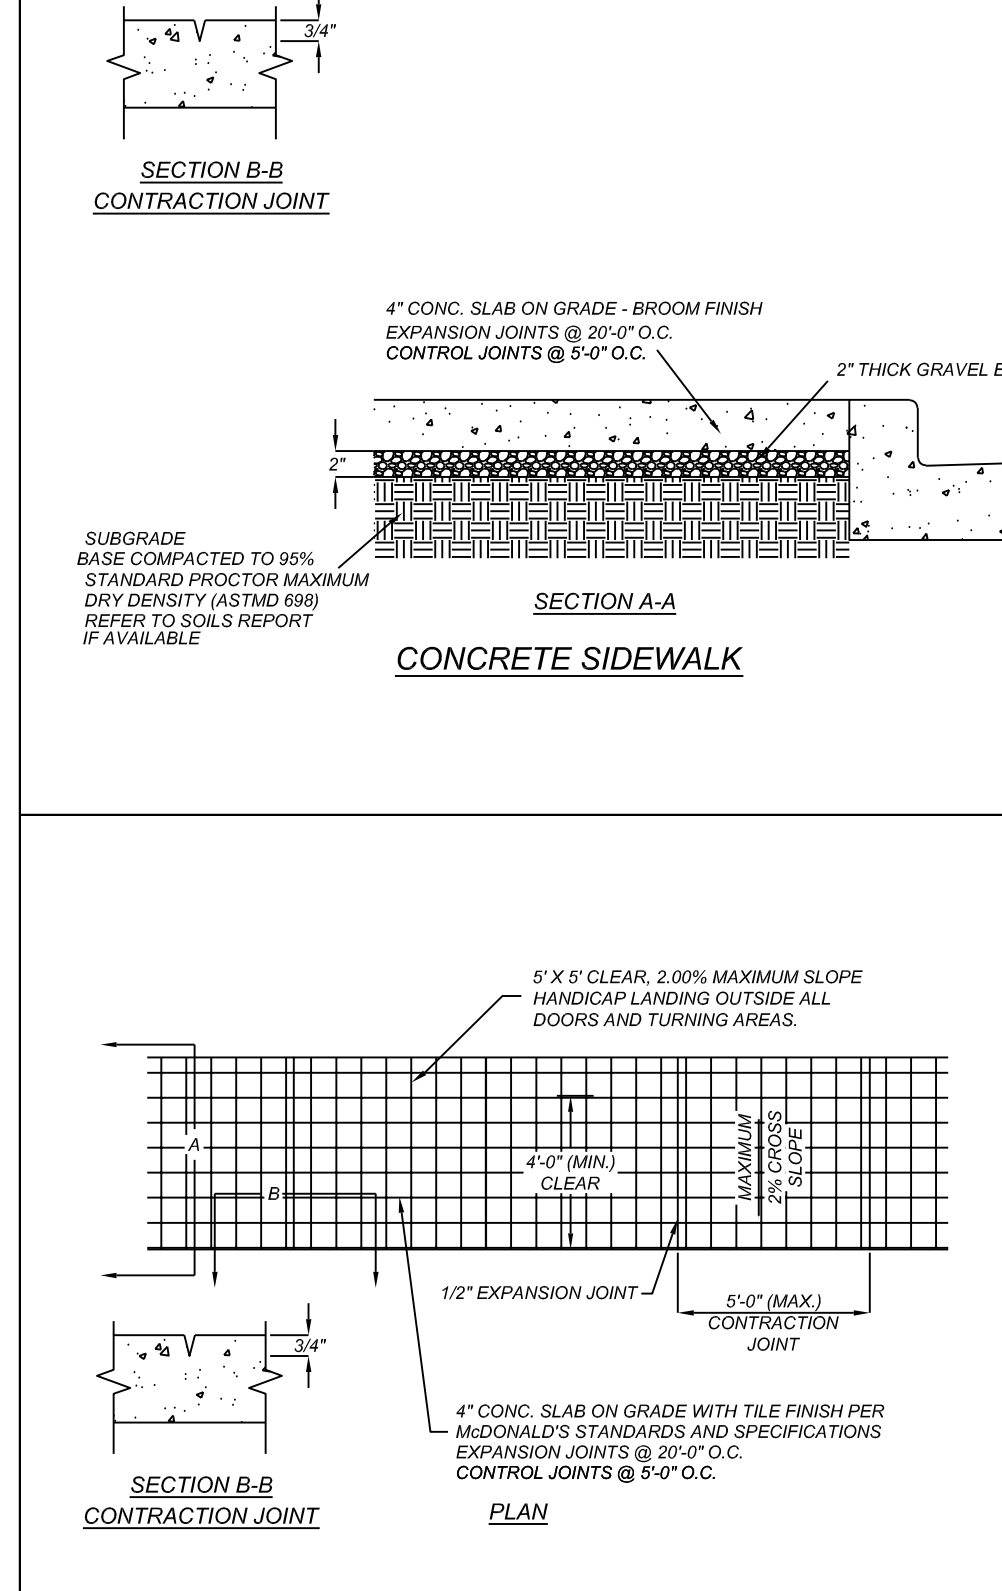 3/4"
SECTION B-B
CONTRACTION JOINT
4" CONC. SLAB ON GRADE - BROOM FINISH
EXPANSION JOINTS @ 20'-0" O.C.
CONTROL JOINTS @ 5'-0" O.C.
2" THICK GRAVEL
2"
SUBGRADE
BASE COMPACTED TO 95%
STANDARD PROCTOR MAXIMUM
DRY DENSITY (ASTMD 698)
REFER TO SOILS REPORT
IF AVAILABLE
SECTION A-A
CONCRETE SIDEWALK
5' X 5' CLEAR, 2.00% MAXIMUM SLOPE
HANDICAP LANDING OUTSIDE ALL
DOORS AND TURNING AREAS.
A
B
4'-0" (MIN.)
CLEAR
MAXIMUM
2% CROSS
SLOPE
1/2" EXPANSION JOINT
5'-0" (MAX.)
CONTRACTION
JOINT
3/4"
SECTION B-B
CONTRACTION JOINT
4" CONC. SLAB ON GRADE WITH TILE FINISH PER
McDONALD'S STANDARDS AND SPECIFICATIONS
EXPANSION JOINTS @ 20'-0" O.C.
CONTROL JOINTS @ 5'-0" O.C.
PLAN